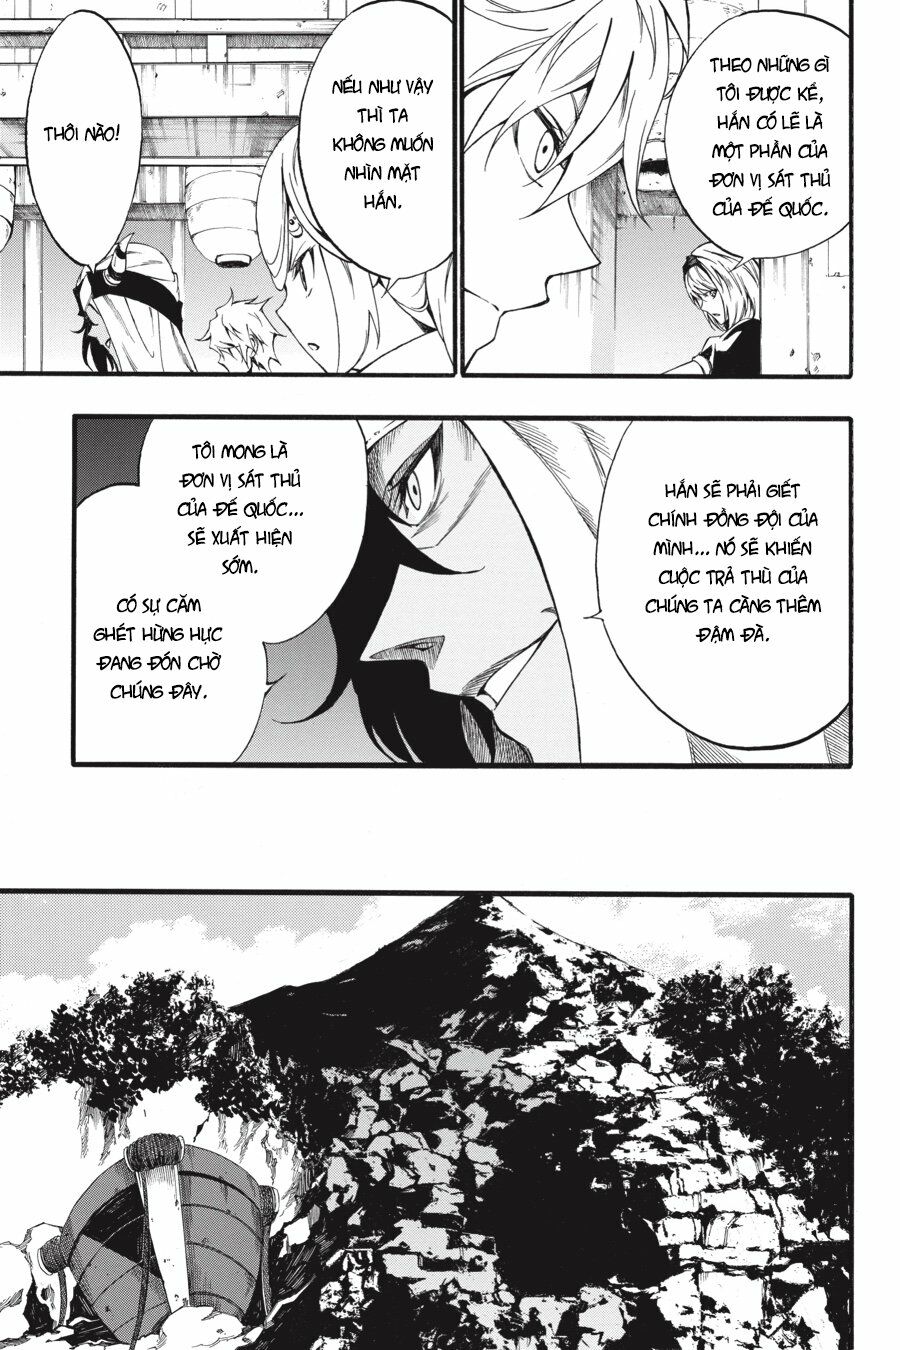 THEO NHỮNG GÌ
TÔI ĐƯỢC KỂ,
HẮN CÓ LẼ LÀ
MỘT PHẦN CỦA
ĐƠN VỊ SÁT THỦ
CỦA ĐẾ QUỐC.
NẾU NHƯ VẬY
THÌ TA
KHÔNG MUỐN
NHÌN MẶT
HẮN.
THÔI NÀO!
HẮN SẼ PHẢI GIẾT
CHÍNH ĐỒNG ĐỘI CỦA
MÌNH... NÓ SẼ KHIẾN
CUỘC TRẢ THÙ CỦA
CHÚNG TA CÀNG THÊM
ĐẬM ĐÀ.
TÔI MONG LÀ
ĐƠN VỊ SÁT THỦ
CỦA ĐẾ QUỐC...
SẼ XUẤT HIỆN
SỚM.
CÓ SỰ CĂM
GHÉT HỪNG HỰC
ĐANG ĐÓN CHỜ
CHÚNG ĐÂY.